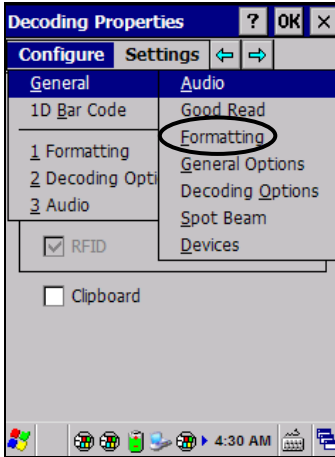 Decoding Properties ? OK ×
Configure Settings
General
1D Bar Code
1 Formatting
2 Decoding Opti
3 Audio
Audio
Good Read
Formatting
General Options
Decoding Options
Spot Beam
Devices
RFID
Clipboard
4:30 AM